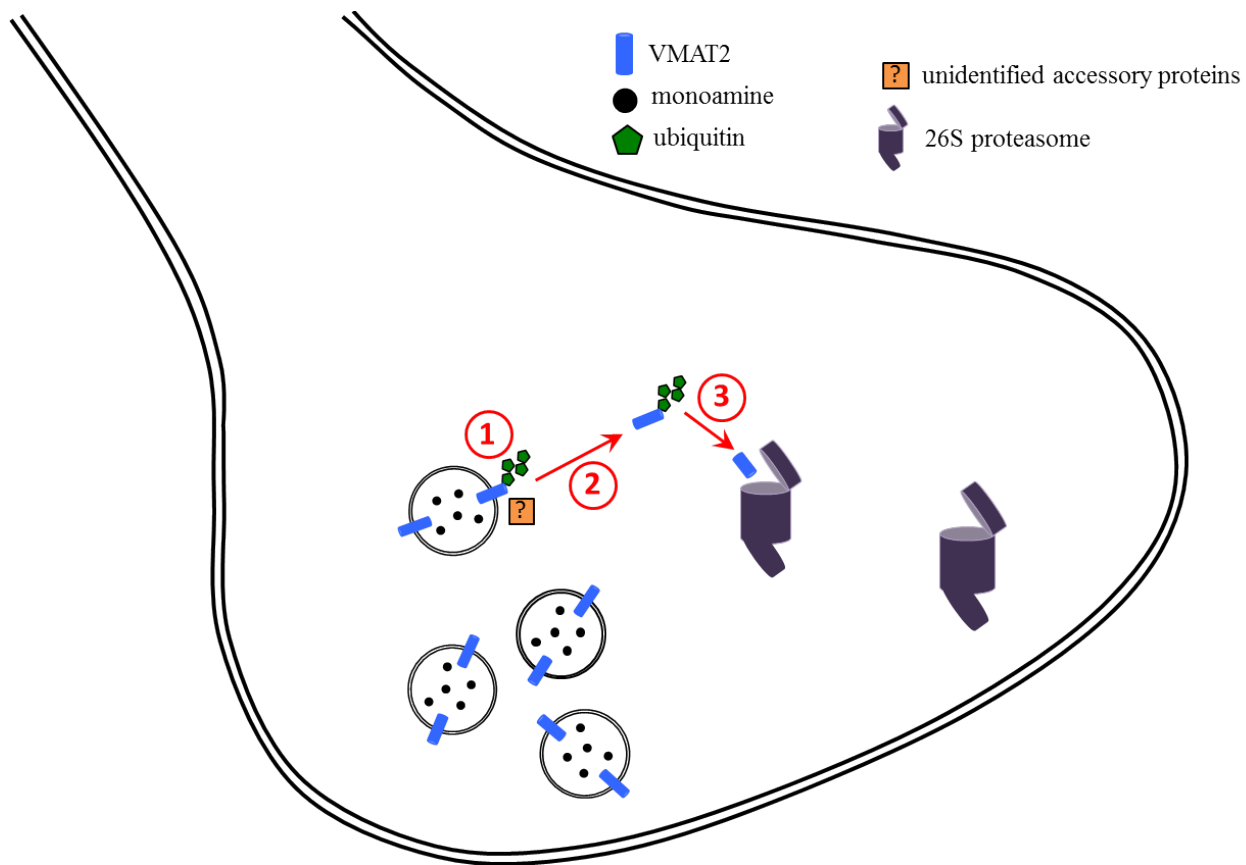 VMAT2
monoamine
ubiquitin
? unidentified accessory proteins
26S proteasome
1
2
3
?